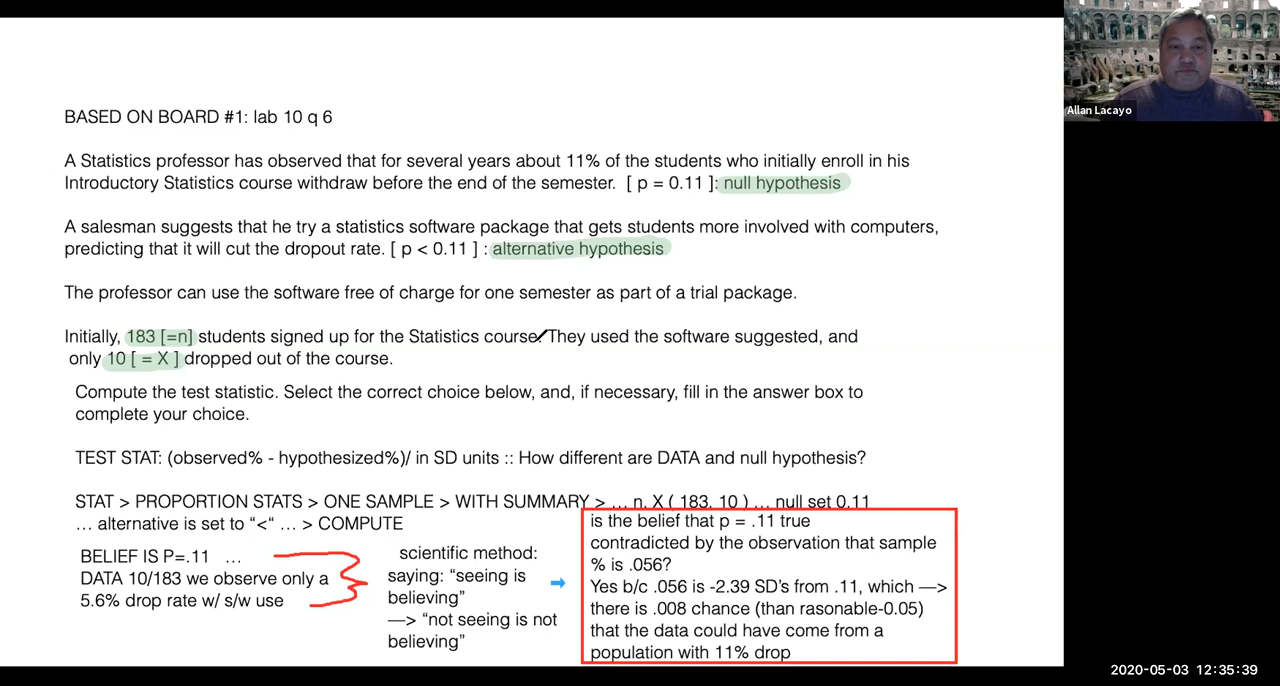 BASED ON BOARD #1: lab 10 q 6
A Statistics professor has observed that for several years about 11% of the students who initially enroll in his
Introductory Statistics course withdraw before the end of the semester. [ p = 0.11 ]: null hypothesis
A salesman suggests that he try a statistics software package that gets students more involved with computers,
predicting that it will cut the dropout rate. [ p < 0.11 ] : alternative hypothesis
The professor can use the software free of charge for one semester as part of a trial package.
Initially, 183 [=n] students signed up for the Statistics course They used the software suggested, and
only 10 [ = X ] dropped out of the course.
Compute the test statistic. Select the correct choice below, and, if necessary, fill in the answer box to
complete your choice.
TEST STAT: (observed% - hypothesized%)/ in SD units :: How different are DATA and null hypothesis?
STAT > PROPORTION STATS > ONE SAMPLE > WITH SUMMARY > ... n, X ( 183, 10 ) ... null set 0.11
... alternative is set to “<“ ... > COMPUTE
BELIEF IS P=.11 ...
DATA 10/183 we observe only a
5.6% drop rate w/ s/w use
scientific method:
saying: “seeing is
believing”
—> “not seeing is not
believing”
is the belief that p = .11 true
contradicted by the observation that sample
% is .056?
Yes b/c .056 is -2.39 SD's from .11, which —>
there is .008 chance (than rasonable-0.05)
that the data could have come from a
population with 11% drop
Allan Lacayo
2020-05-03 12:35:39